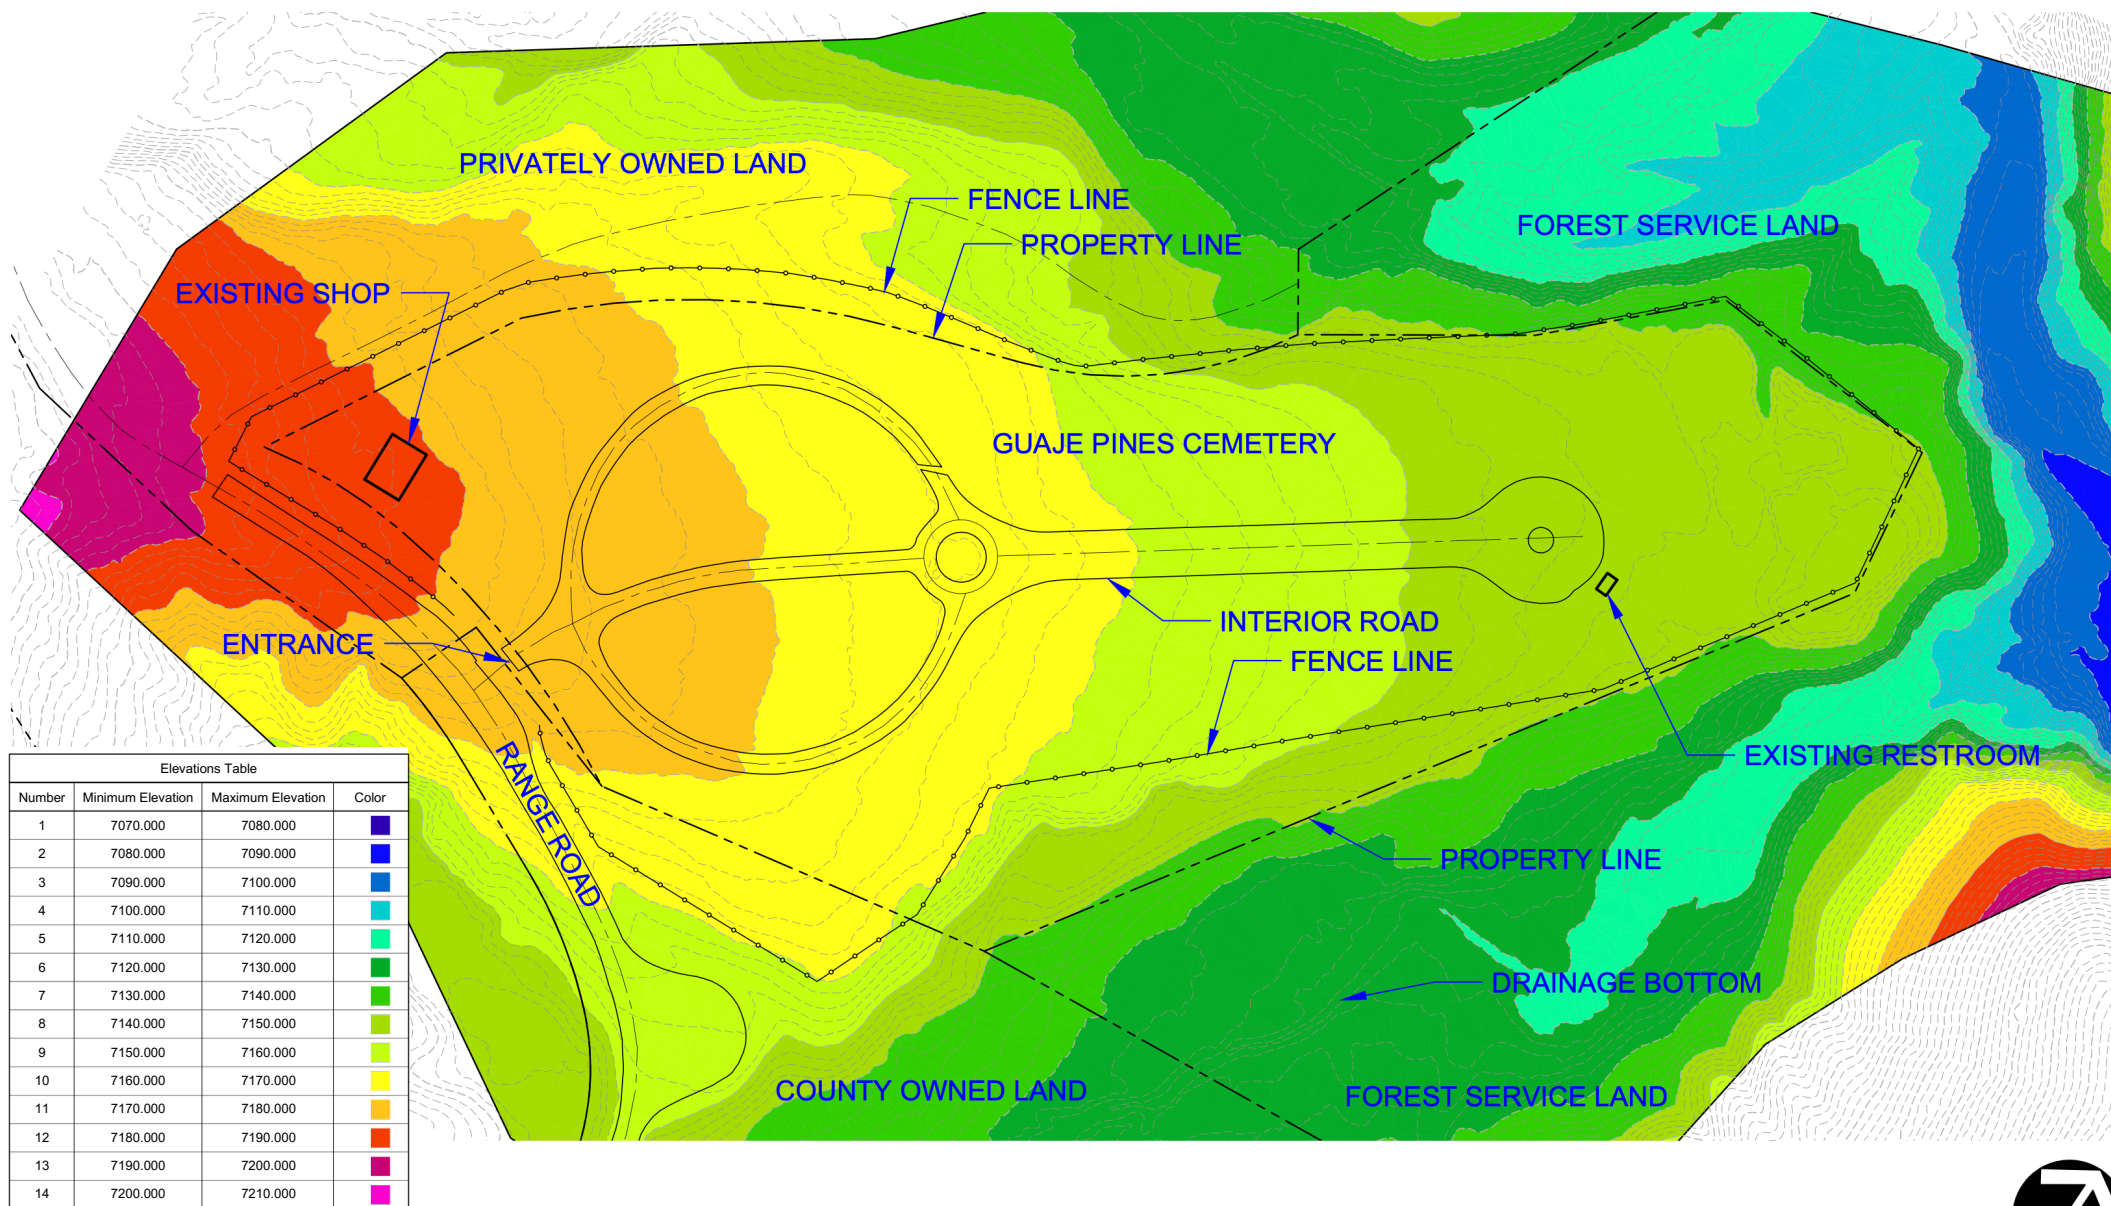 PRIVATELY OWNED LAND
FENCE LINE
PROPERTY LINE
FOREST SERVICE LAND
EXISTING SHOP
GUAJE PINES CEMETERY
INTERIOR ROAD
ENTRANCE
FENCE LINE
RANGE ROAD
EXISTING RESTROOM
PROPERTY LINE
DRAINAGE BOTTOM
COUNTY OWNED LAND
FOREST SERVICE LAND
Elevations Table
Number Minimum Elevation Maximum Elevation Color
1 7070.000 7080.000
2 7080.000 7090.000
3 7090.000 7100.000
4 7100.000 7110.000
5 7110.000 7120.000
6 7120.000 7130.000
7 7130.000 7140.000
8 7140.000 7150.000
9 7150.000 7160.000
10 7160.000 7170.000
11 7170.000 7180.000
12 7180.000 7190.000
13 7190.000 7200.000
14 7200.000 7210.000